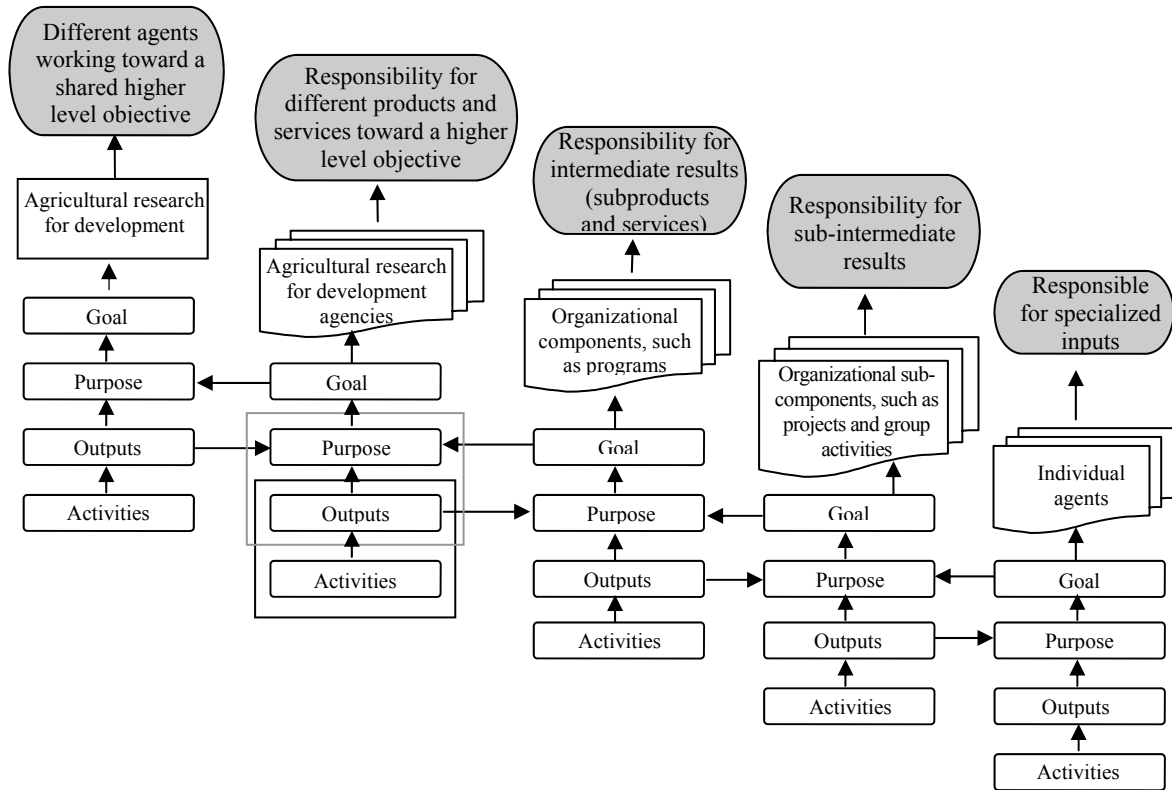 Different agents
working toward a
shared higher
level objective
Agricultural research
for development
Goal
Purpose
Outputs
Activities
Responsibility for
different products and
services toward a higher
level objective
Agricultural research
for development
agencies
Goal
Purpose
Outputs
Activities
Responsibility for
intermediate results
(subproducts
and services)
Organizational
components, such
as programs
Goal
Purpose
Outputs
Activities
Responsibility for
sub-intermediate
results
Organizational sub-
components, such as
projects and group
activities
Goal
Purpose
Outputs
Activities
Responsible
for specialized
inputs
Individual
agents
Goal
Purpose
Outputs
Activities